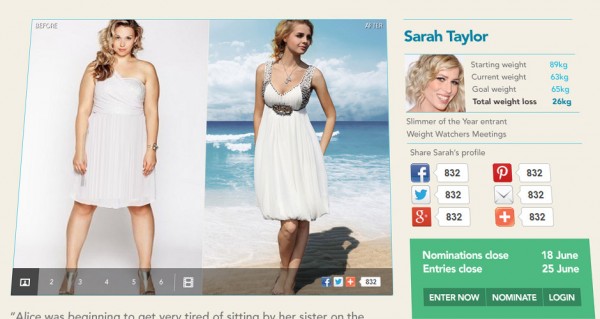 BEFORE
AFTER
2 3 4 5 6
832
"Alice was beginning to get very tired of sitting by her sister on the
Sarah Taylor
Starting weight 89kg
Current weight 63kg
Goal weight 65kg
Total weight loss 26kg
Slimmer of the Year entrant
Weight Watchers Meetings
Share Sarah's profile
832 832
832 832
g+ 832 832
Nominations close 18 June
Entries close 25 June
ENTER NOW NOMINATE LOGIN